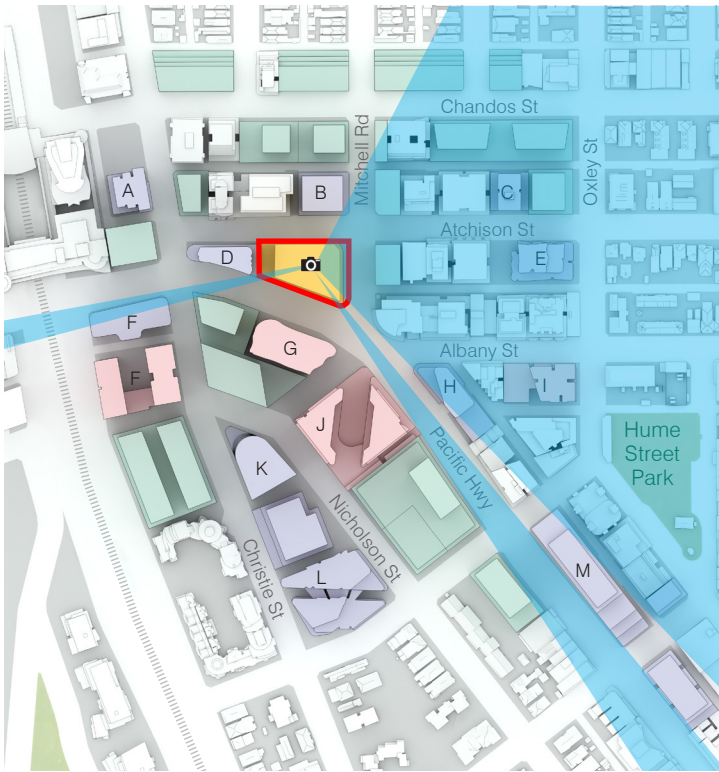 Chandos St
Mitchell Rd
Oxley St
A
B
C
Atchison St
D
E
F
G
Albany St
F
H
I
J
Hume
Street
Park
Pacific Hwy
K
Nicholson St
Christie St
L
M